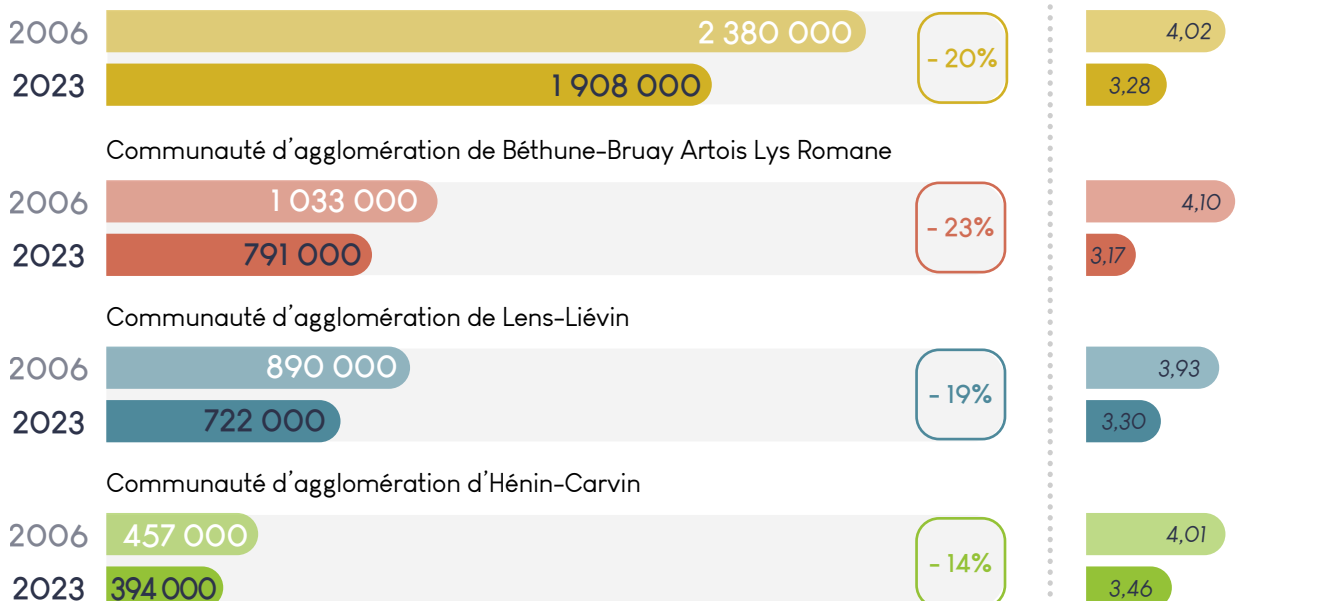 2006 2 380 000 4,02
- 20%
2023 1 908 000 3,28
Communauté d'agglomération de Béthune-Bruay Artois Lys Romane
2006 1 033 000 4,10
- 23%
2023 791 000 3,17
Communauté d'agglomération de Lens-Liévin
2006 890 000 3,93
- 19%
2023 722 000 3,30
Communauté d'agglomération d'Hénin-Carvin
2006 457 000 4,01
- 14%
2023 394 000 3,46